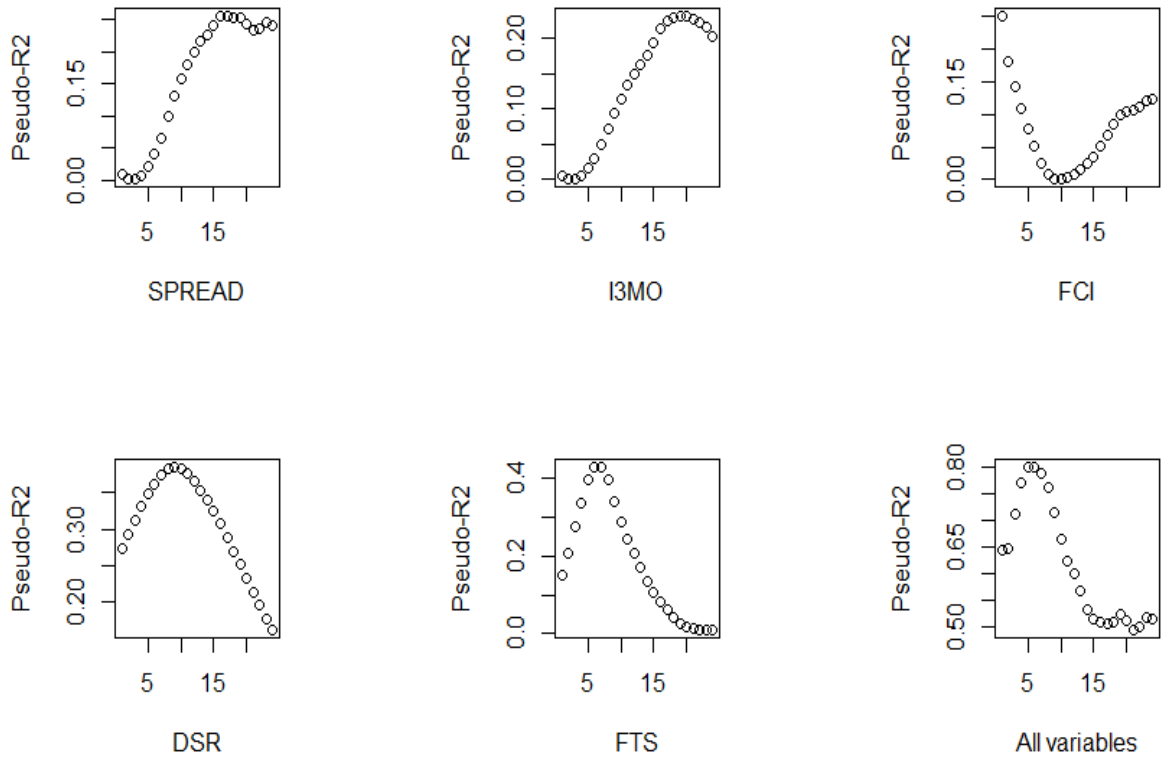 Pseudo-R2
0.00 0.15
5 15
SPREAD
Pseudo-R2
0.00 0.10 0.20
5 15
I3MO
Pseudo-R2
0.00 0.15
5 15
FCI
Pseudo-R2
0.20 0.30
5 15
DSR
Pseudo-R2
0.0 0.2 0.4
5 15
FTS
Pseudo-R2
0.50 0.65 0.80
5 15
All variables